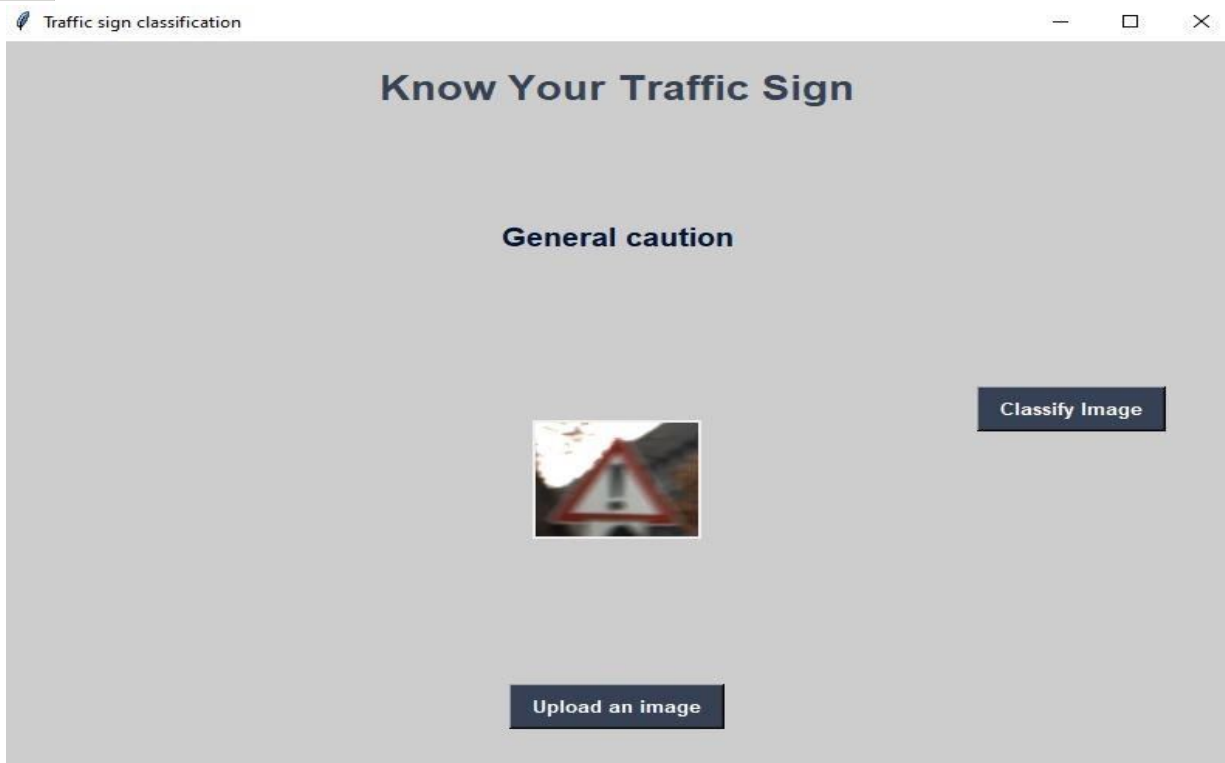 Traffic sign classification
Know Your Traffic Sign
General caution
Classify Image
!
Upload an image